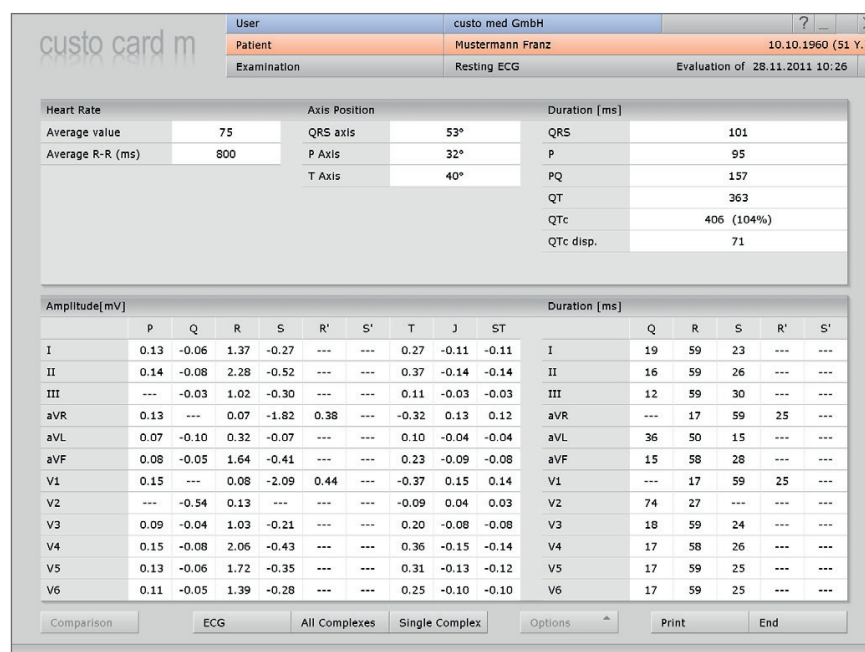 custo card m
User custo med GmbH ? _
Patient Mustermann Franz 10.10.1960 (51 Y.
Examination Resting ECG Evaluation of 28.11.2011 10:26
Heart Rate Axis Position Duration [ms]
Average value 75 QRS axis 53° QRS 101
Average R-R (ms) 800 P Axis 32° P 95
T Axis 40° PQ 157
QT 363
QTc 406 (104%)
QTc disp. 71
Amplitude[mV] Duration [ms]
P Q R S R' S' T J ST Q R S R' S'
I 0.13 -0.06 1.37 -0.27 --- --- 0.27 -0.11 -0.11 I 19 59 23 --- ---
II 0.14 -0.08 2.28 -0.52 --- --- 0.37 -0.14 -0.14 II 16 59 26 --- ---
III --- -0.03 1.02 -0.30 --- --- 0.11 -0.03 -0.03 III 12 59 30 --- ---
aVR 0.13 --- 0.07 -1.82 0.38 --- -0.32 0.13 0.12 aVR --- 17 59 25 ---
aVL 0.07 -0.10 0.32 -0.07 --- --- 0.10 -0.04 -0.04 aVL 36 50 15 --- ---
aVF 0.08 -0.05 1.64 -0.41 --- --- 0.23 -0.09 -0.08 aVF 15 58 28 --- ---
V1 0.15 --- 0.08 -2.09 0.44 --- -0.37 0.15 0.14 V1 --- 17 59 25 ---
V2 --- -0.54 0.13 --- --- --- -0.09 0.04 0.03 V2 74 27 --- --- ---
V3 0.09 -0.04 1.03 -0.21 --- --- 0.20 -0.08 -0.08 V3 18 59 24 --- ---
V4 0.15 -0.08 2.06 -0.43 --- --- 0.36 -0.15 -0.14 V4 17 58 26 --- ---
V5 0.13 -0.06 1.72 -0.35 --- --- 0.31 -0.13 -0.12 V5 17 59 25 --- ---
V6 0.11 -0.05 1.39 -0.28 --- --- 0.25 -0.10 -0.10 V6 17 59 25 --- ---
Comparison ECG All Complexes Single Complex Options Print End